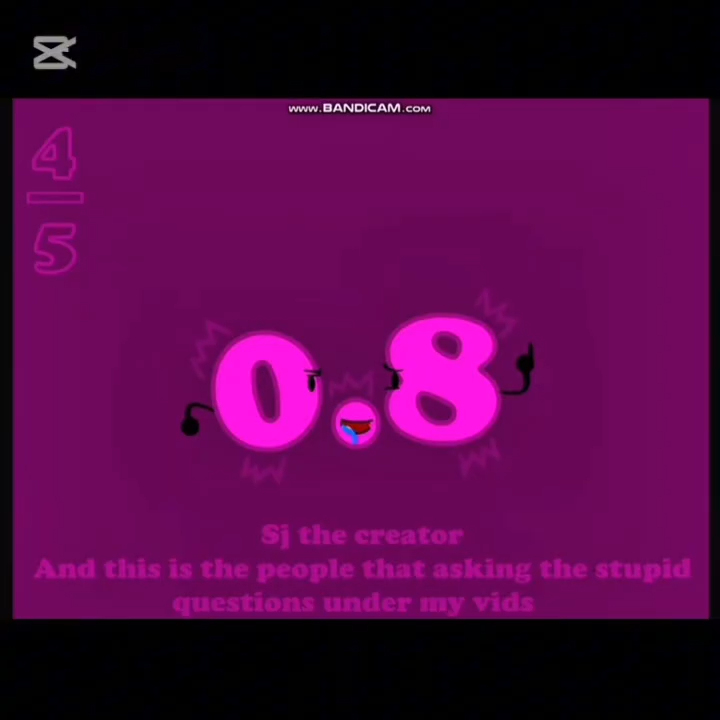 www.BANDICAM.com
4
5
0.8
Sj the creator
And this is the people that asking the stupid
questions under my vids